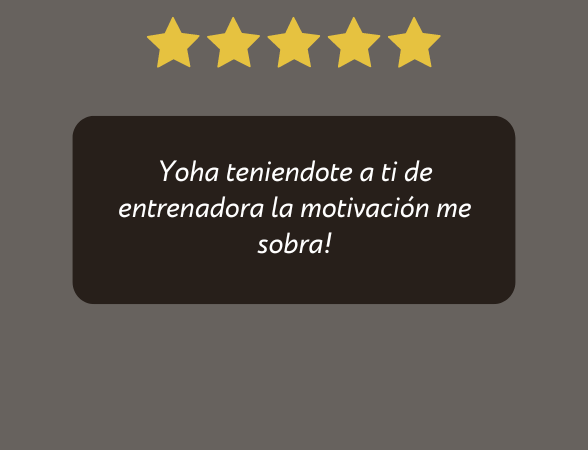 Yoha teniendote a ti de
entrenadora la motivación me
sobra!